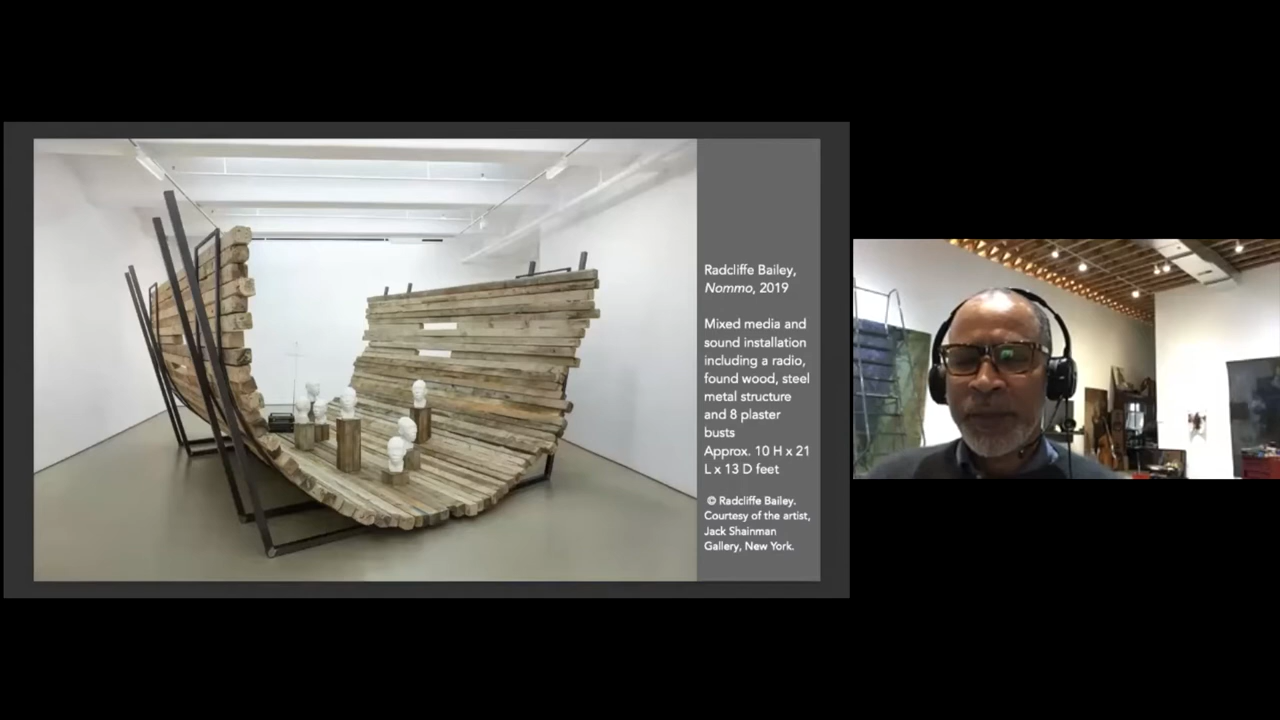 Radcliffe Bailey,
Nommo, 2019
Mixed media and
sound installation
including a radio,
found wood, steel
metal structure
and 8 plaster
busts
Approx. 10 H x 21
L x 13 D feet
© Radcliffe Bailey.
Courtesy of the artist,
Jack Shainman
Gallery, New York.